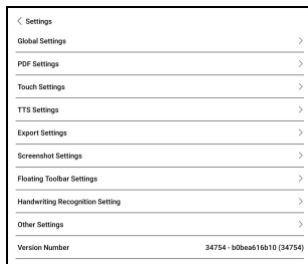 Settings
Global Settings
PDF Settings
Touch Settings
TTS Settings
Export Settings
Screenshot Settings
Floating Toolbar Settings
Handwriting Recognition Setting
Other Settings
Version Number 34754 - b0bea616b10 (34754)